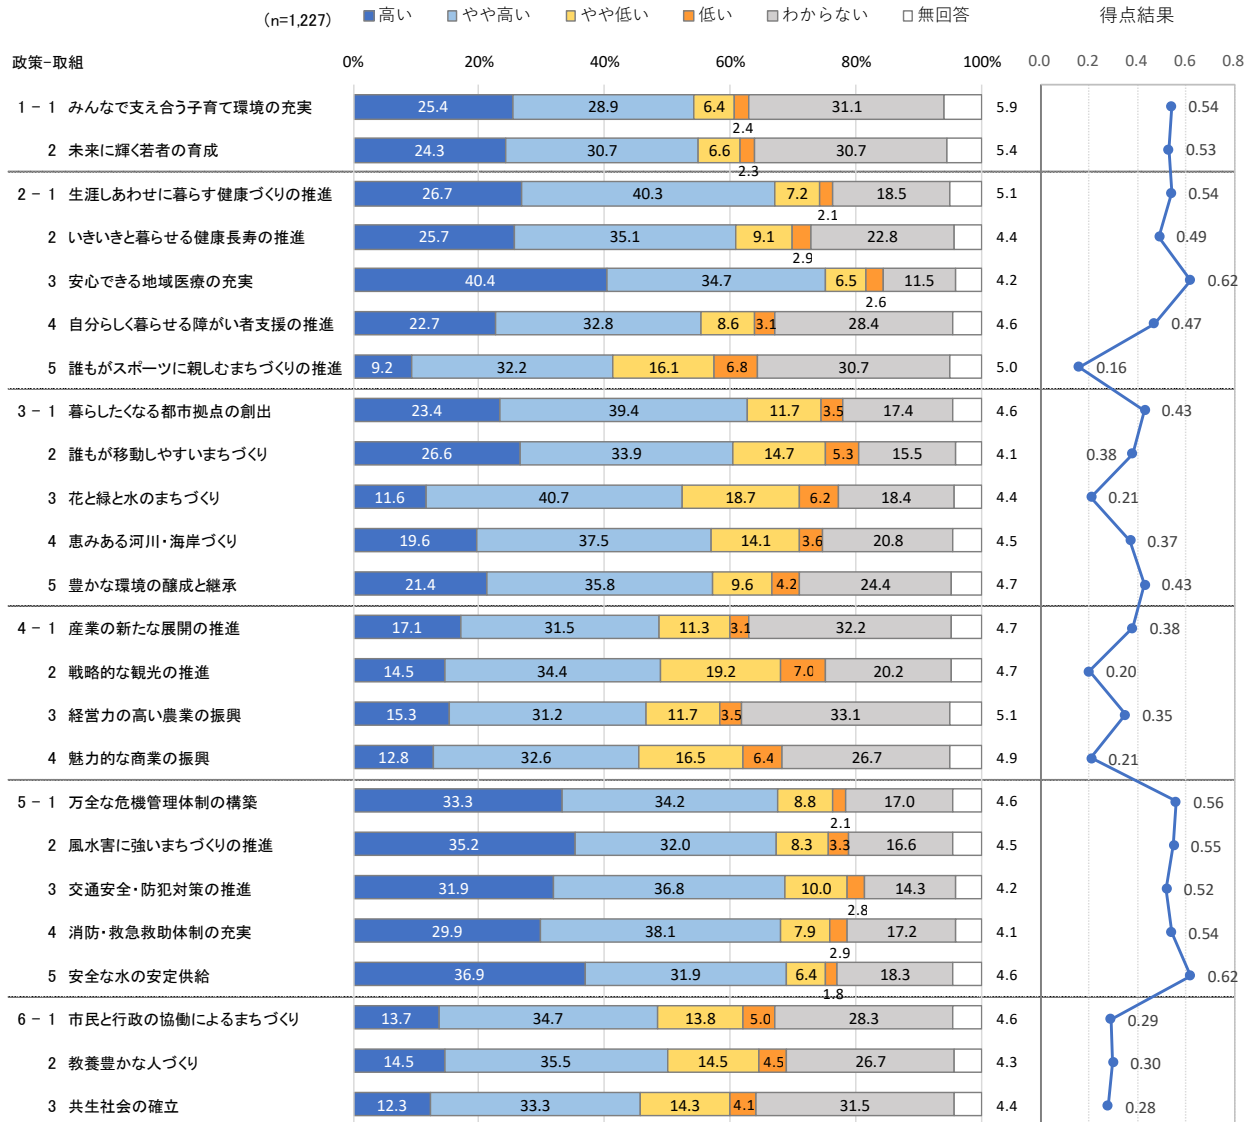 (n=1,227) 高い やや高い やや低い 低い わからない 無回答 得点結果
政策-取組 0% 20% 40% 60% 80% 100% 0.0 0.2 0.4 0.6 0.8
1 - 1 みんなで支え合う子育て環境の充実 25.4 28.9 6.4 31.1 5.9 0.54
2.4
2 未来に輝く若者の育成 24.3 30.7 6.6 30.7 5.4 0.53
2.3
2 - 1 生涯しあわせに暮らす健康づくりの推進 26.7 40.3 7.2 18.5 5.1 0.54
2.1
2 いきいきと暮らせる健康長寿の推進 25.7 35.1 9.1 22.8 4.4 0.49
2.9
3 安心できる地域医療の充実 40.4 34.7 6.5 11.5 4.2 0.62
2.6
4 自分らしく暮らせる障がい者支援の推進 22.7 32.8 8.6 3.1 28.4 4.6 0.47
5 誰もがスポーツに親しむまちづくりの推進 9.2 32.2 16.1 6.8 30.7 5.0 0.16
3 - 1 暮らしたくなる都市拠点の創出 23.4 39.4 11.7 3.5 17.4 4.6 0.43
2 誰もが移動しやすいまちづくり 26.6 33.9 14.7 5.3 15.5 4.1 0.38
3 花と緑と水のまちづくり 11.6 40.7 18.7 6.2 18.4 4.4 0.21
4 恵みある河川・海岸づくり 19.6 37.5 14.1 3.6 20.8 4.5 0.37
5 豊かな環境の醸成と継承 21.4 35.8 9.6 4.2 24.4 4.7 0.43
4 - 1 産業の新たな展開の推進 17.1 31.5 11.3 3.1 32.2 4.7 0.38
2 戦略的な観光の推進 14.5 34.4 19.2 7.0 20.2 4.7 0.20
3 経営力の高い農業の振興 15.3 31.2 11.7 3.5 33.1 5.1 0.35
4 魅力的な商業の振興 12.8 32.6 16.5 6.4 26.7 4.9 0.21
5 - 1 万全な危機管理体制の構築 33.3 34.2 8.8 17.0 4.6 0.56
2.1
2 風水害に強いまちづくりの推進 35.2 32.0 8.3 3.3 16.6 4.5 0.55
3 交通安全・防犯対策の推進 31.9 36.8 10.0 14.3 4.2 0.52
2.8
4 消防・救急救助体制の充実 29.9 38.1 7.9 17.2 4.1 0.54
2.9
5 安全な水の安定供給 36.9 31.9 6.4 18.3 4.6 0.62
1.8
6 - 1 市民と行政の協働によるまちづくり 13.7 34.7 13.8 5.0 28.3 4.6 0.29
2 教養豊かな人づくり 14.5 35.5 14.5 4.5 26.7 4.3 0.30
3 共生社会の確立 12.3 33.3 14.3 4.1 31.5 4.4 0.28